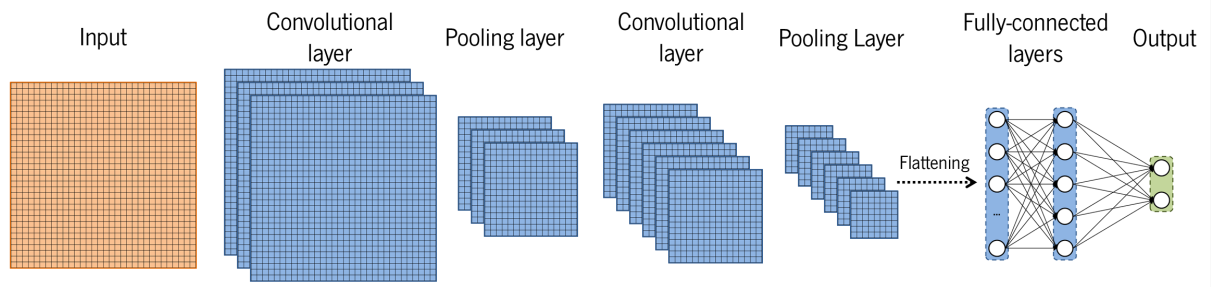 Input
Convolutional
layer
Pooling layer
Convolutional
layer
Pooling Layer
Fully-connected
layers
Output
Flattening
...